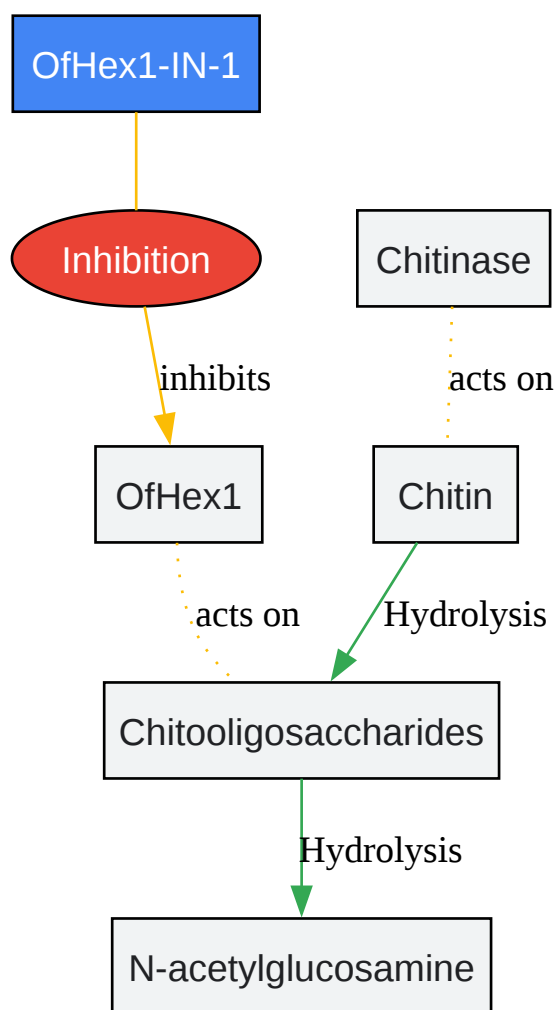 OfHex1-IN-1
Inhibition
Chitinase
inhibits
acts on
OfHex1
Chitin
acts on
Hydrolysis
Chitooligosaccharides
Hydrolysis
N-acetylglucosamine